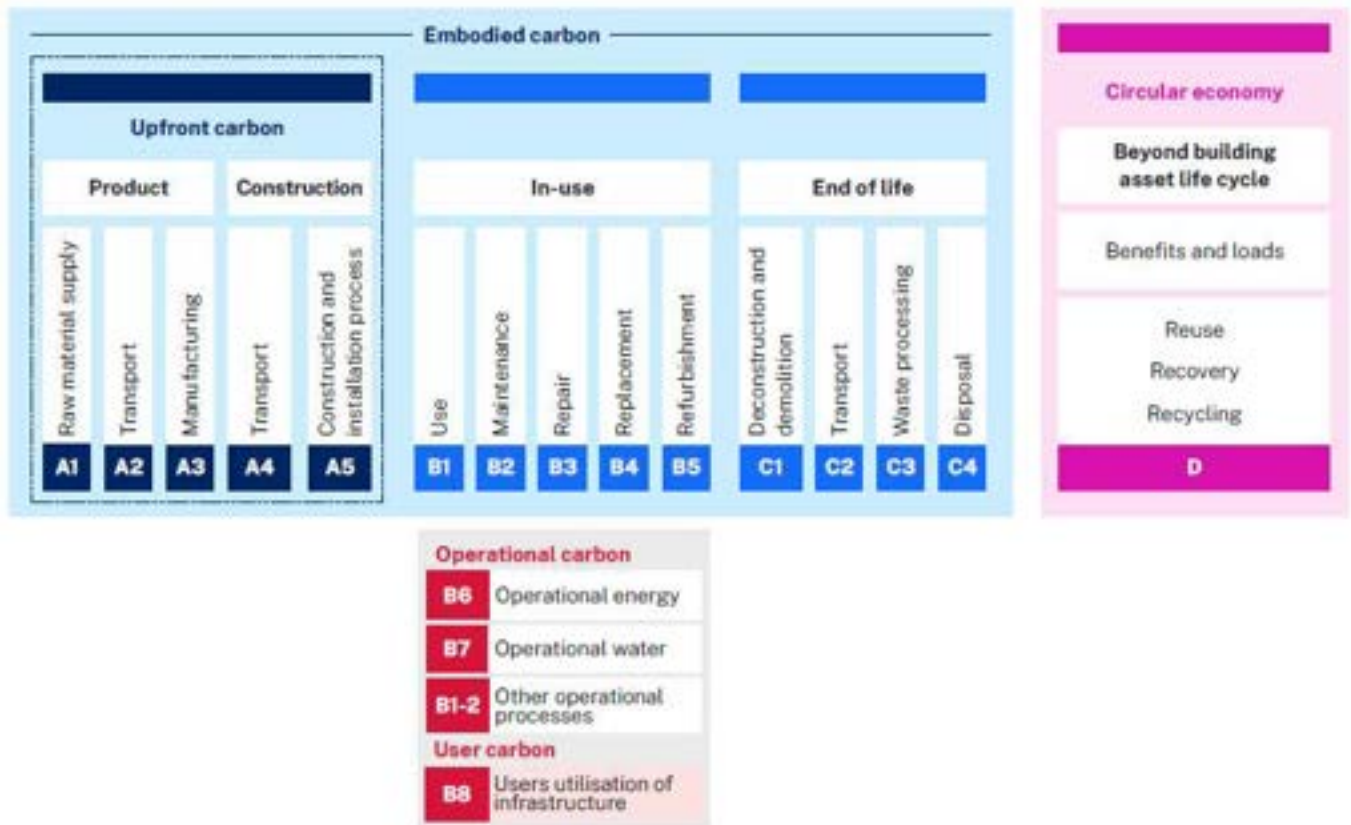 Embodied carbon
Upfront carbon
Product
Construction
In-use
End of life
Raw material supply
Transport
Manufacturing
Transport
Construction and
installation process
Use
Maintenance
Repair
Replacement
Refurbishment
Deconstruction and
demolition
Transport
Waste processing
Disposal
A1
A2
A3
A4
A5
B1
B2
B3
B4
B5
C1
C2
C3
C4
Circular economy
Beyond building
asset life cycle
Benefits and loads
Reuse
Recovery
Recycling
D
Operational carbon
B6 Operational energy
B7 Operational water
B1-2 Other operational
processes
User carbon
B8 Users utilisation of
infrastructure